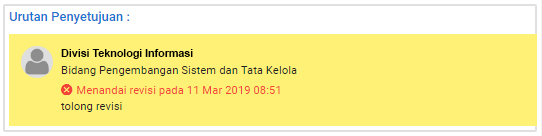 Urutan Penyetujuan :
Divisi Teknologi Informasi
Bidang Pengembangan Sistem dan Tata Kelola
Menandai revisi pada 11 Mar 2019 08:51
tolong revisi